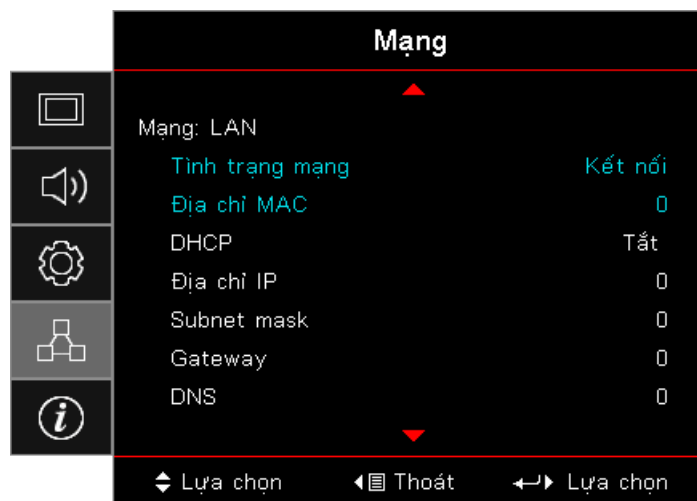 Mạng
Mạng: LAN
Tình trạng mạng Kết nối
Địa chỉ MAC 0
DHCP Tắt
Địa chỉ IP 0
Subnet mask 0
Gateway 0
DNS 0
Lựa chọn Thoát Lựa chọn